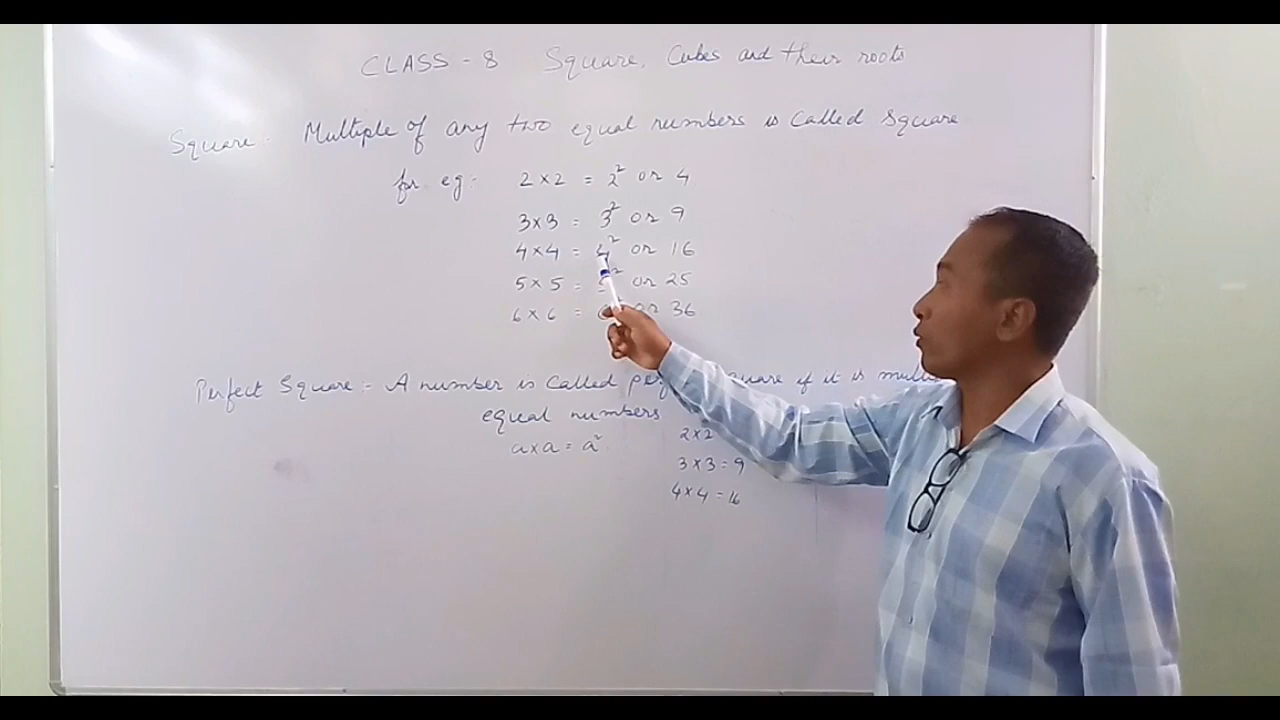 CLASS - 8 Square, Cubes and their roots
Square - Multiple of any two equal numbers is called square
for eg: 2 × 2 = 2² or 4
3×3 = 3² or 9
4×4 = 4² or 16
5×5 = 5² or 25
6×6 = or 36
Perfect Square - A number is called square if it is
equal numbers
a×a = a²
2×2
3×3=9
4×4=16